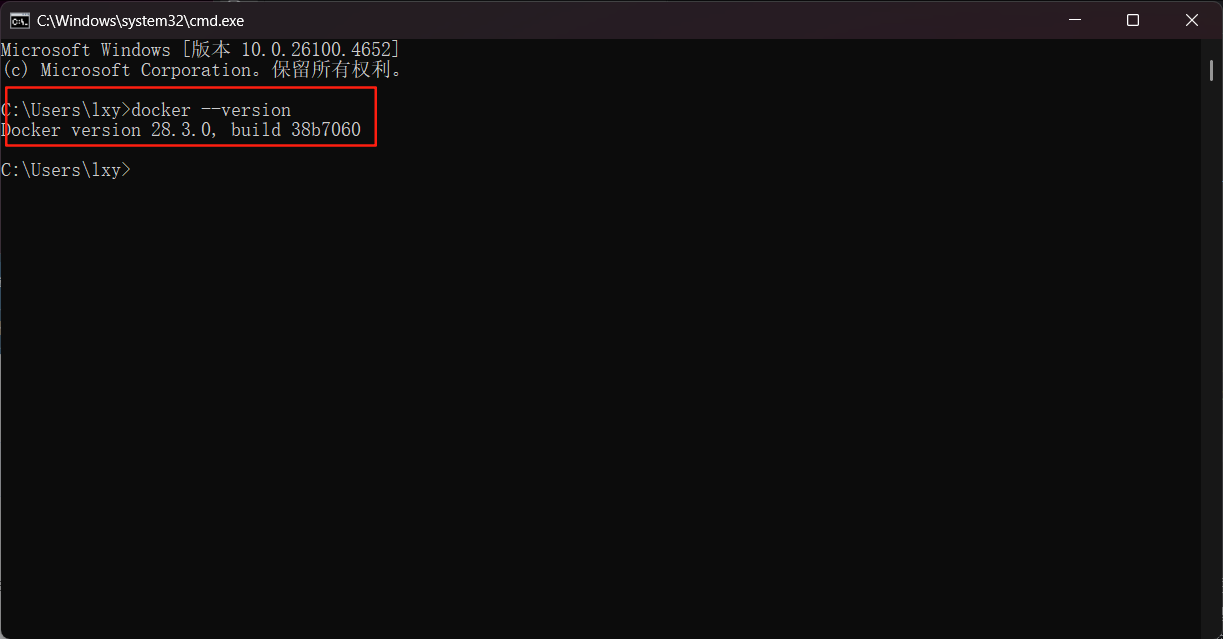 C:\Windows\system32\cmd.exe
Microsoft Windows [版本 10.0.26100.4652]
(c) Microsoft Corporation。保留所有权利。
C:\Users\lxy>docker --version
Docker version 28.3.0, build 38b7060
C:\Users\lxy>